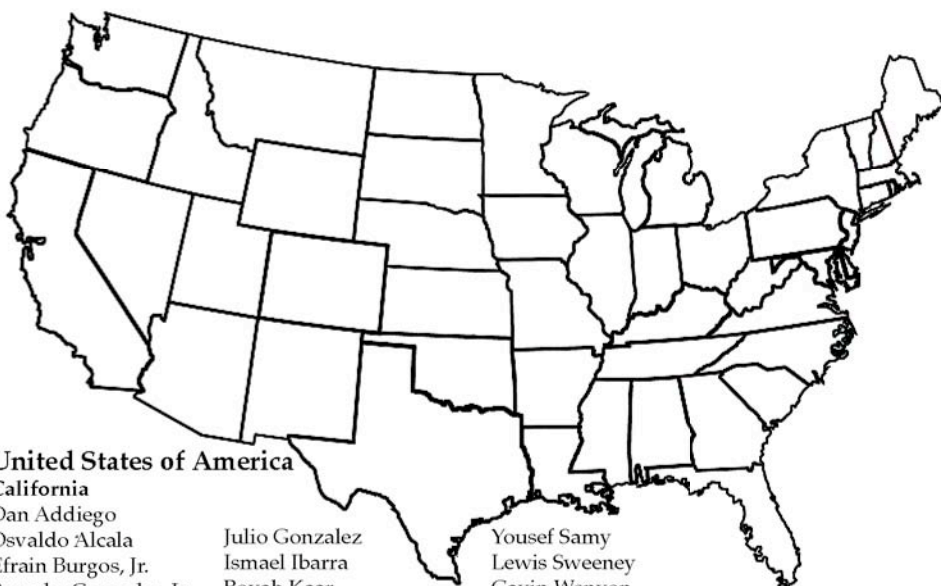 United States of America
California
Dan Addiego
Osvaldo Alcala
Efrain Burgos, Jr.
Julio Gonzalez
Ismael Ibarra
Yousef Samy
Lewis Sweeney